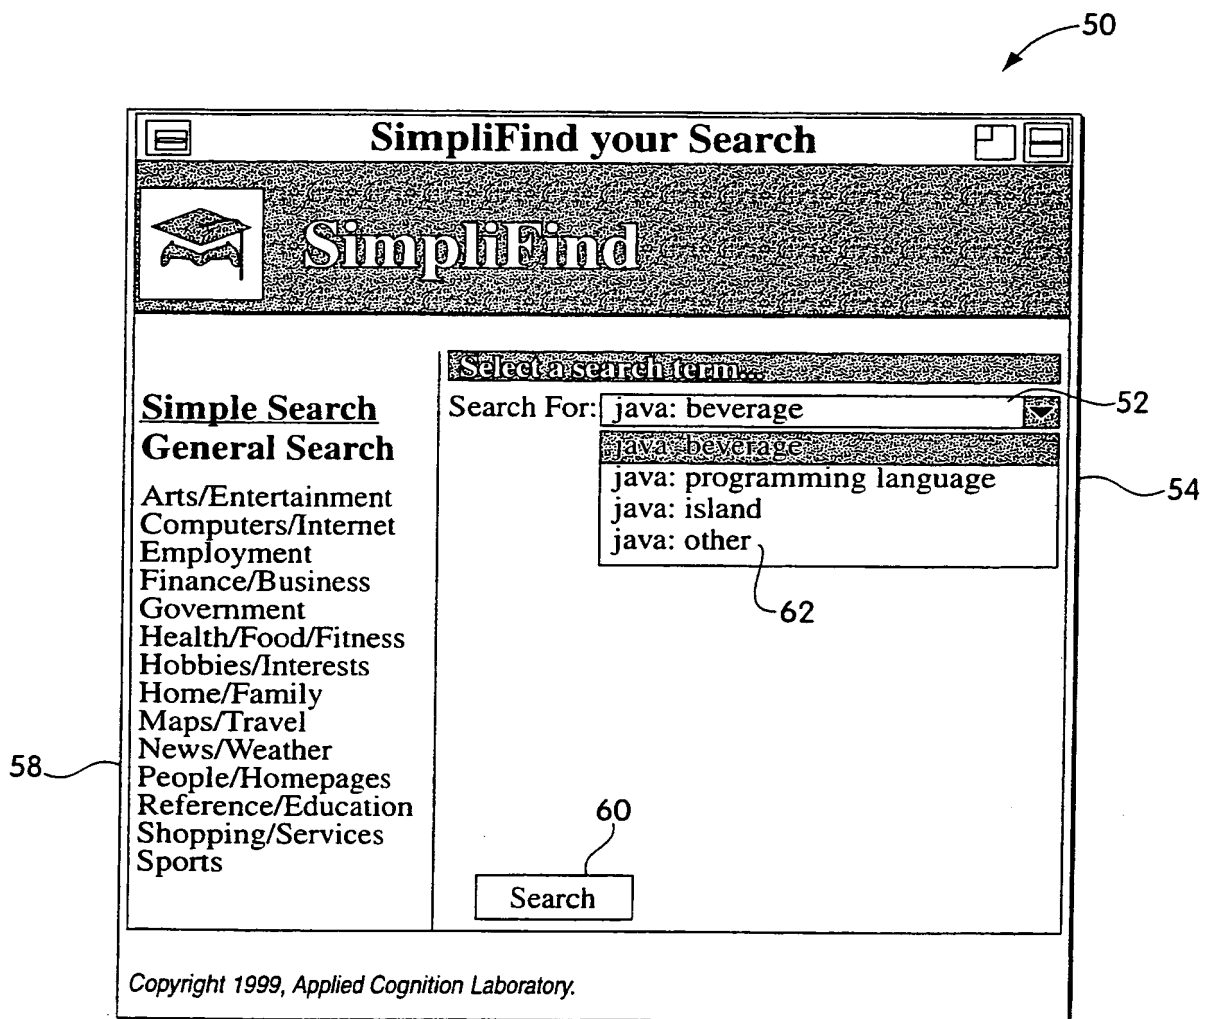 50
SimpliFind your Search
SimpliFind
Select a search term...
Simple Search
General Search
Search For: java: beverage
52
java: beverage
java: programming language
java: island
java: other
54
62
Arts/Entertainment
Computers/Internet
Employment
Finance/Business
Government
Health/Food/Fitness
Hobbies/Interests
Home/Family
Maps/Travel
News/Weather
People/Homepages
Reference/Education
Shopping/Services
Sports
58
60
Search
Copyright 1999, Applied Cognition Laboratory.